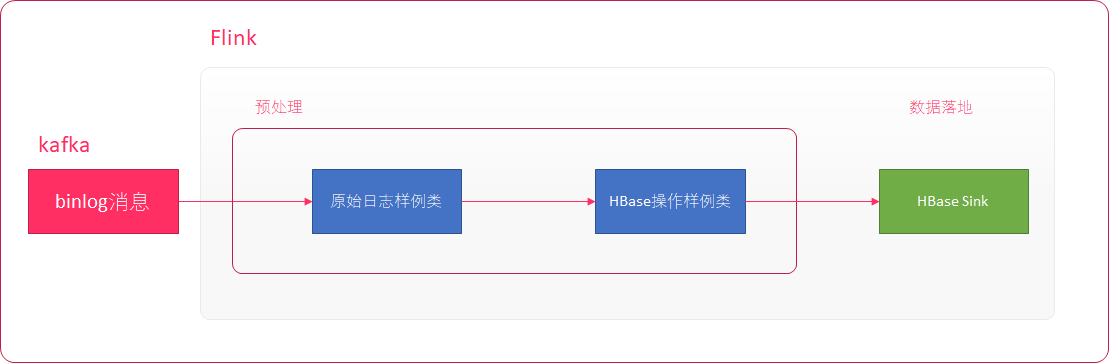 Flink
预处理
数据落地
kafka
binlog消息
原始日志样例类
HBase操作样例类
HBase Sink